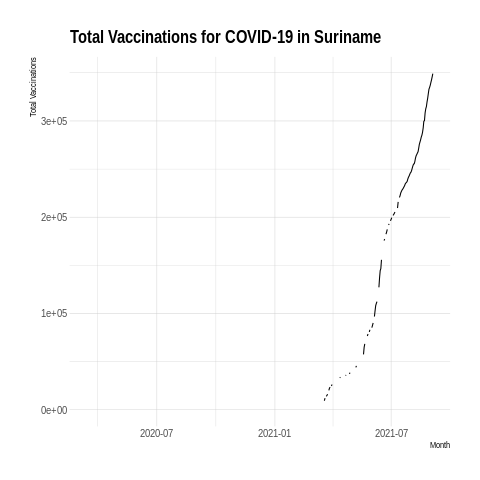 Total Vaccinations for COVID-19 in Suriname
Total Vaccinations
3e+05
2e+05
1e+05
0e+00
2020-07
2021-01
2021-07
Month